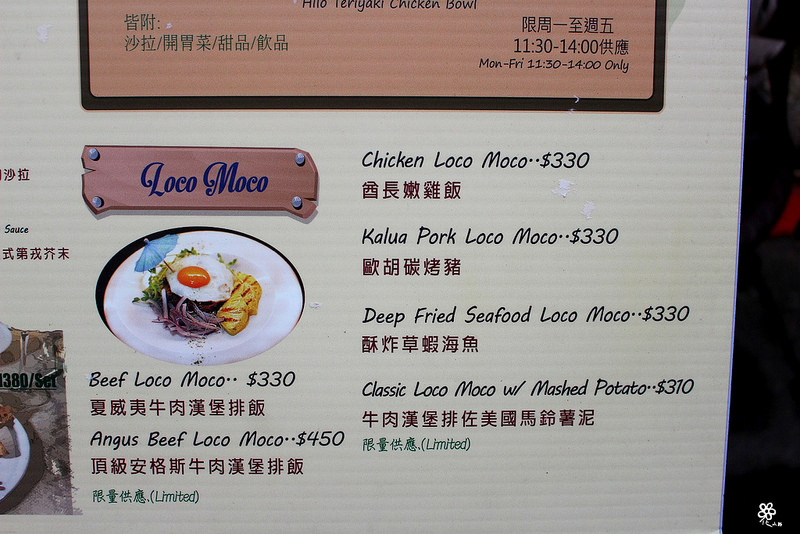 Hilo Teriyaki Chicken Bowl
皆附:
沙拉/開胃菜/甜品/飲品
限周一至週五
11:30-14:00供應
Mon-Fri 11:30-14:00 Only
沙拉
Sauce
式第戎芥末
1380/Set
Loco Moco
Beef Loco Moco‥ $330
夏威夷牛肉漢堡排飯
Angus Beef Loco Moco‥$450
頂級安格斯牛肉漢堡排飯
限量供應.(Limited)
Chicken Loco Moco‥$330
酋長嫩雞飯
Kalua Pork Loco Moco‥$330
歐胡碳烤豬
Deep Fried Seafood Loco Moco‥$330
酥炸草蝦海魚
Classic Loco Moco w/ Mashed Potato‥$310
牛肉漢堡排佐美國馬鈴薯泥
限量供應.(Limited)